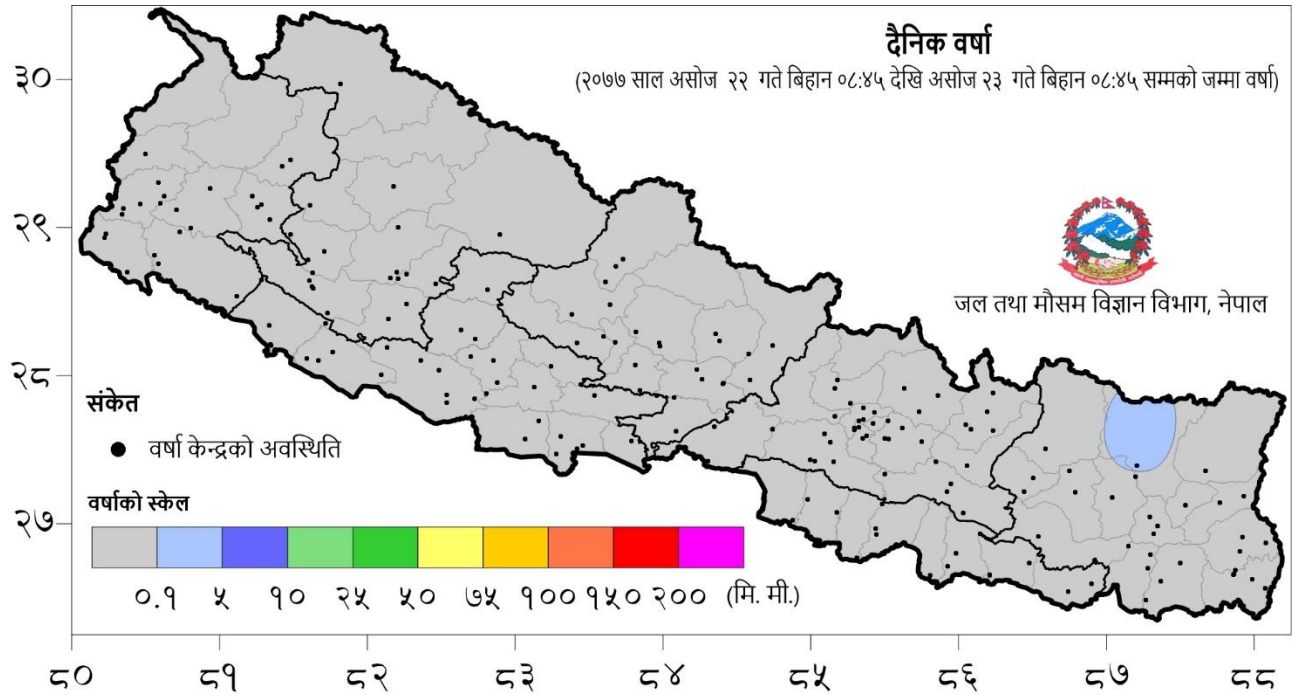 दैनिक वर्षा
(२०७७ साल असोज २२ गते बिहान ०८:४५ देखि असोज २३ गते बिहान ०८:४५ सम्मको जम्मा वर्षा)
३०
२९
जल तथा मौसम विज्ञान विभाग, नेपाल
२८
संकेत
वर्षा केन्द्रको अवस्थिति
वर्षाको स्केल
२७
०.१ ५ १० २५ ५० ७५ १०० १५० २०० (मि. मी.)
८० ८१ ८२ ८३ ८४ ८५ ८६ ८७ ८८